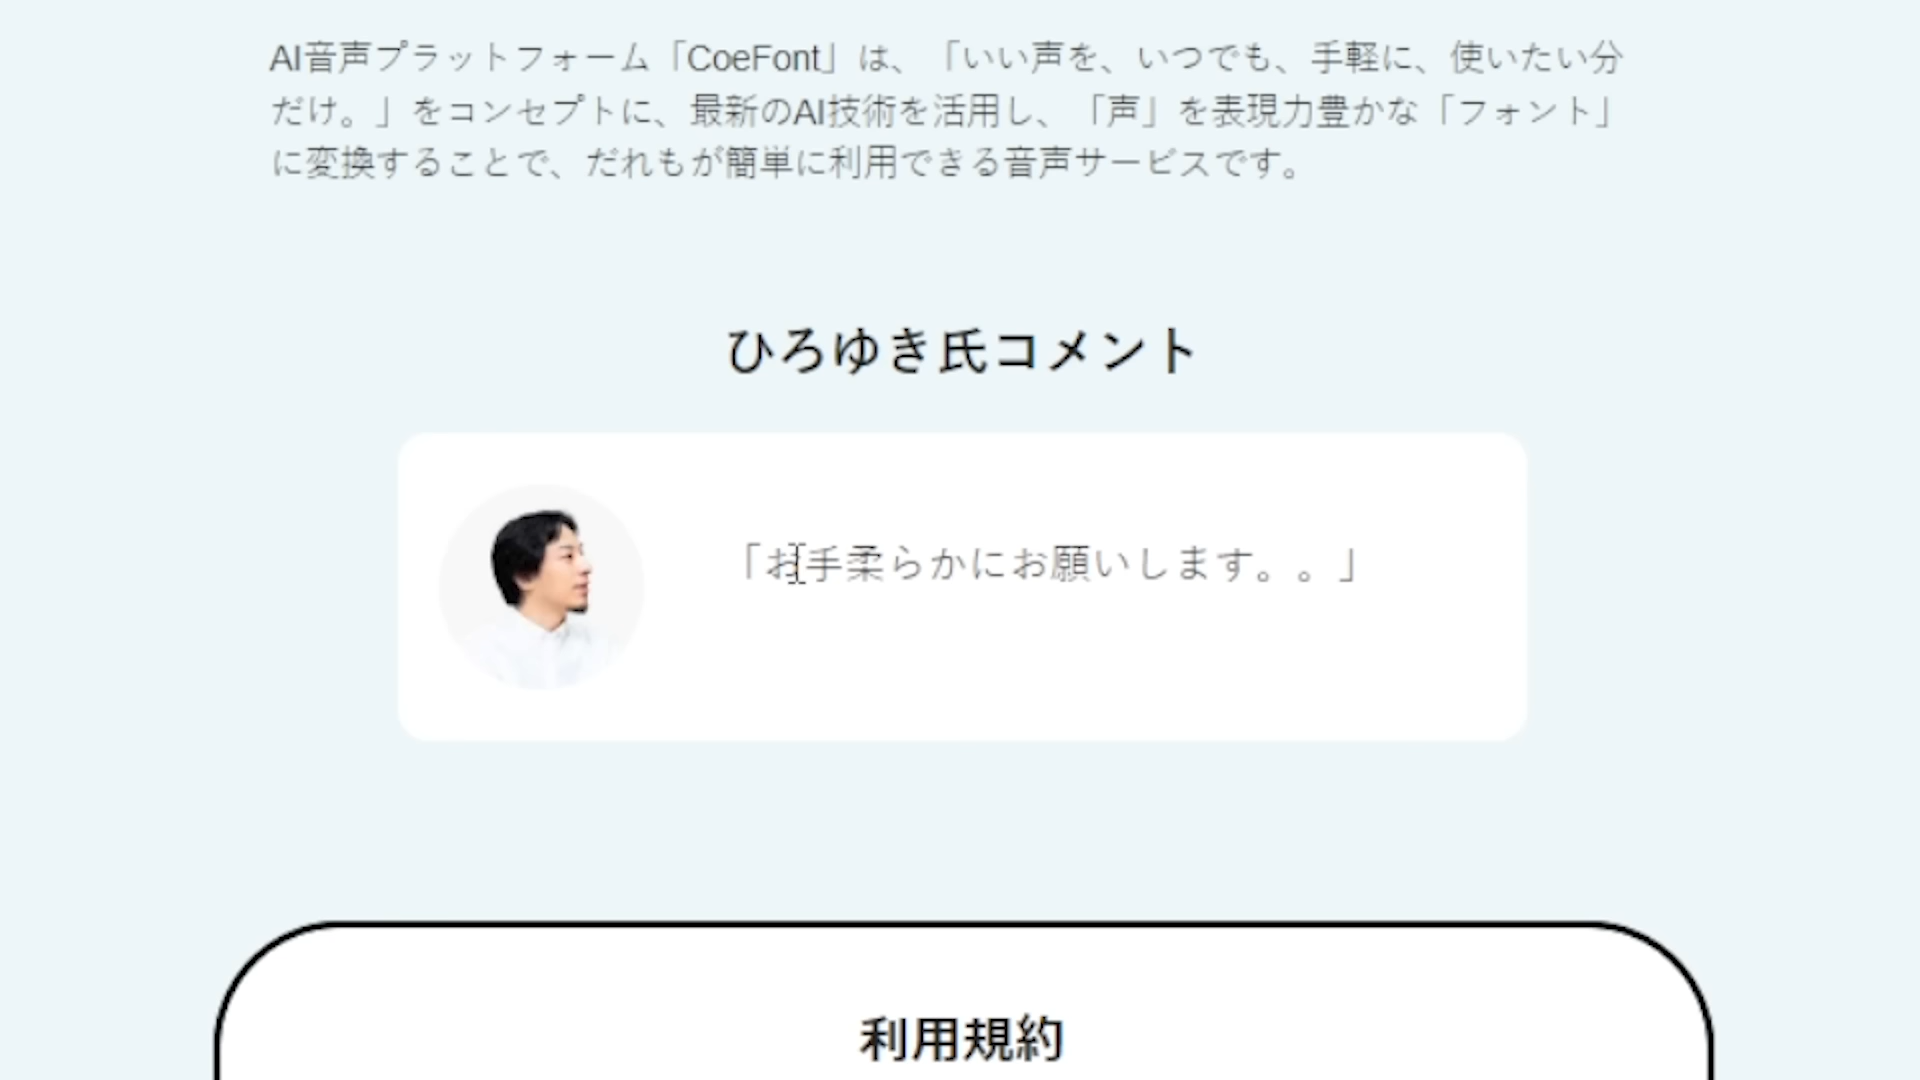 AI音声プラットフォーム「CoeFont」は、「いい声を、いつでも、手軽に、使いたい分
だけ。」をコンセプトに、最新のAI技術を活用し、「声」を表現力豊かな「フォント」
に変換することで、だれもが簡単に利用できる音声サービスです。
ひろゆき氏コメント
「お手柔らかにお願いします。。」
利用規約